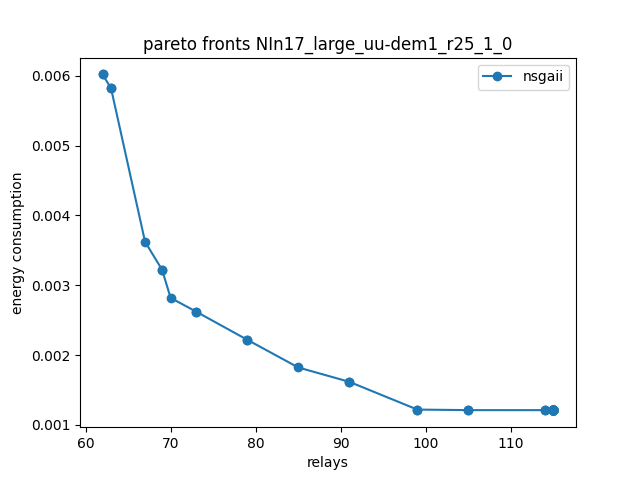 pareto fronts NIn17_large_uu-dem1_r25_1_0
nsgaii
0.006
0.005
0.004
0.003
0.002
0.001
energy consumption
60 70 80 90 100 110
relays